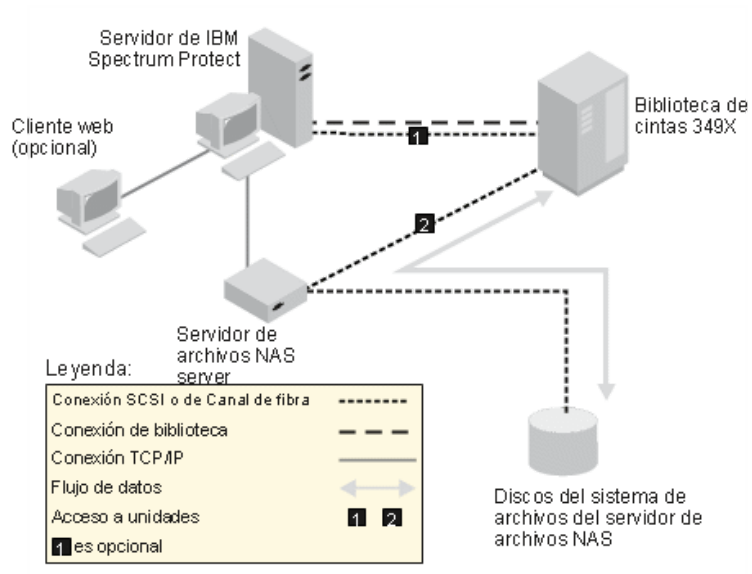 Servidor de IBM
Spectrum Protect
Cliente web
(opcional)
Biblioteca de
cintas 349X
1
2
Servidor de
archivos NAS
server
Leyenda:
Conexión SCSI o de Canal de fibra
Conexión de biblioteca
Conexión TCP/IP
Flujo de datos
Acceso a unidades 1 2
1 es opcional
Discos del sistema de
archivos del servidor de
archivos NAS